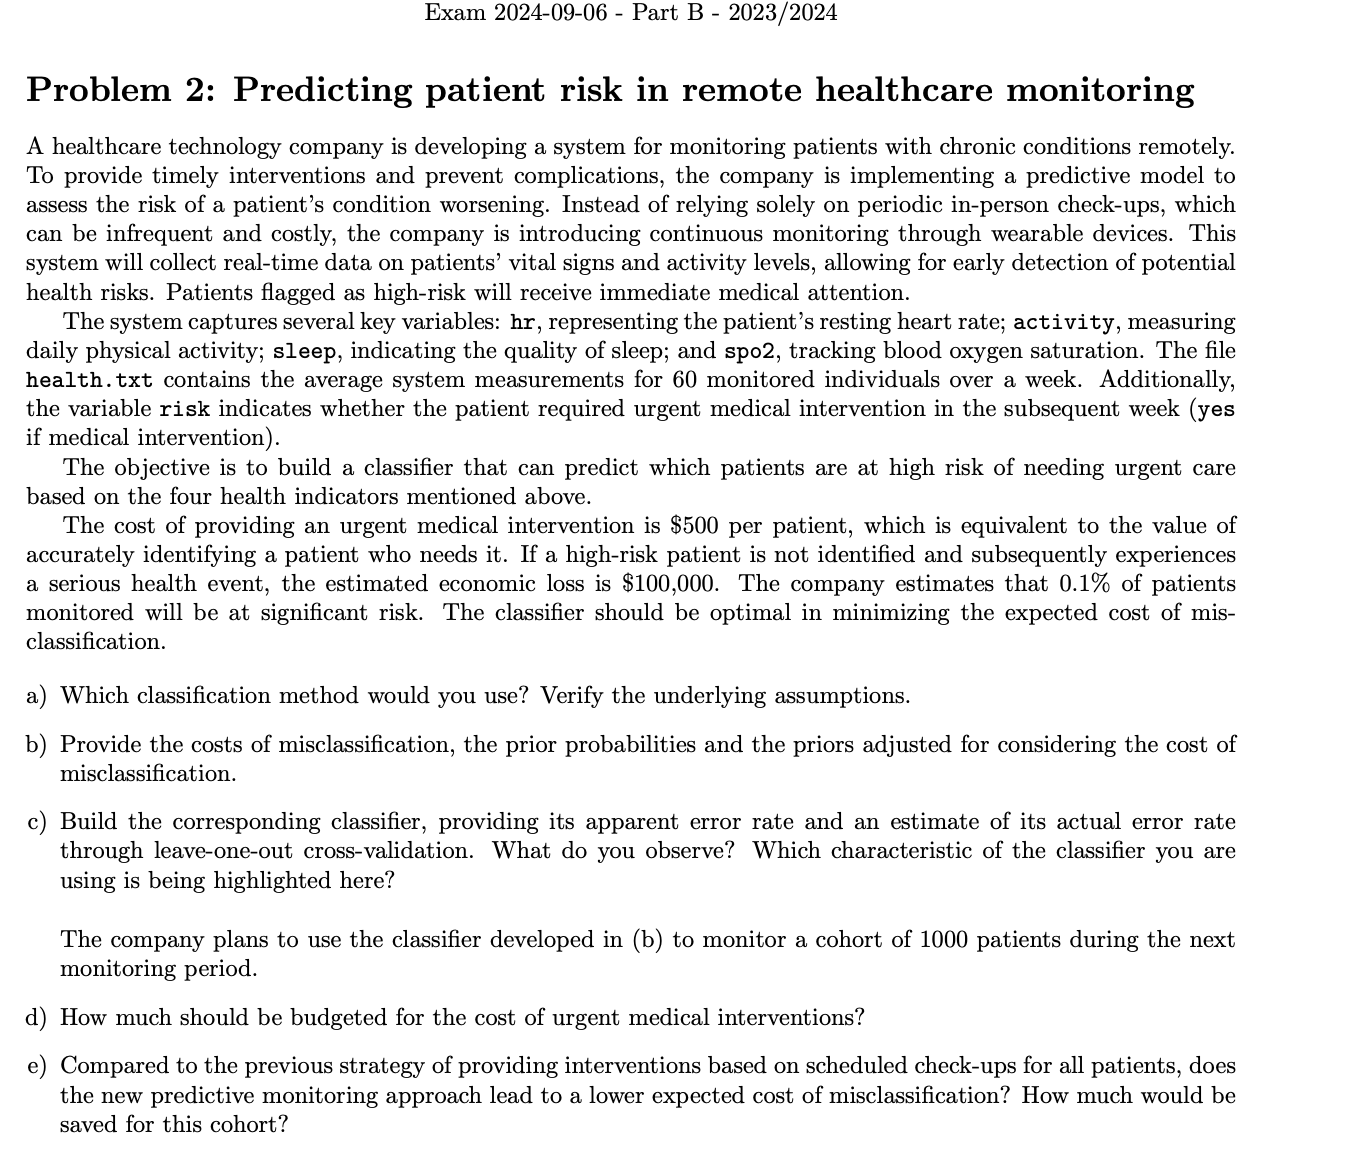 Exam 2024-09-06 - Part B - 2023/2024
Problem 2: Predicting patient risk in remote healthcare monitoring
A healthcare technology company is developing a system for monitoring patients with chronic conditions remotely.
To provide timely interventions and prevent complications, the company is implementing a predictive model to
assess the risk of a patient's condition worsening. Instead of relying solely on periodic in-person check-ups, which
can be infrequent and costly, the company is introducing continuous monitoring through wearable devices. This
system will collect real-time data on patients' vital signs and activity levels, allowing for early detection of potential
health risks. Patients flagged as high-risk will receive immediate medical attention.
The system captures several key variables: hr, representing the patient's resting heart rate; activity, measuring
daily physical activity; sleep, indicating the quality of sleep; and spo2, tracking blood oxygen saturation. The file
health.txt contains the average system measurements for 60 monitored individuals over a week. Additionally,
the variable risk indicates whether the patient required urgent medical intervention in the subsequent week (yes
if medical intervention).
The objective is to build a classifier that can predict which patients are at high risk of needing urgent care
based on the four health indicators mentioned above.
The cost of providing an urgent medical intervention is $500 per patient, which is equivalent to the value of
accurately identifying a patient who needs it. If a high-risk patient is not identified and subsequently experiences
a serious health event, the estimated economic loss is $100,000. The company estimates that 0.1% of patients
monitored will be at significant risk. The classifier should be optimal in minimizing the expected cost of mis-
classification.
a) Which classification method would you use? Verify the underlying assumptions.
b) Provide the costs of misclassification, the prior probabilities and the priors adjusted for considering the cost of
misclassification.
c) Build the corresponding classifier, providing its apparent error rate and an estimate of its actual error rate
through leave-one-out cross-validation. What do you observe? Which characteristic of the classifier you are
using is being highlighted here?
The company plans to use the classifier developed in (b) to monitor a cohort of 1000 patients during the next
monitoring period.
d) How much should be budgeted for the cost of urgent medical interventions?
e) Compared to the previous strategy of providing interventions based on scheduled check-ups for all patients, does
the new predictive monitoring approach lead to a lower expected cost of misclassification? How much would be
saved for this cohort?